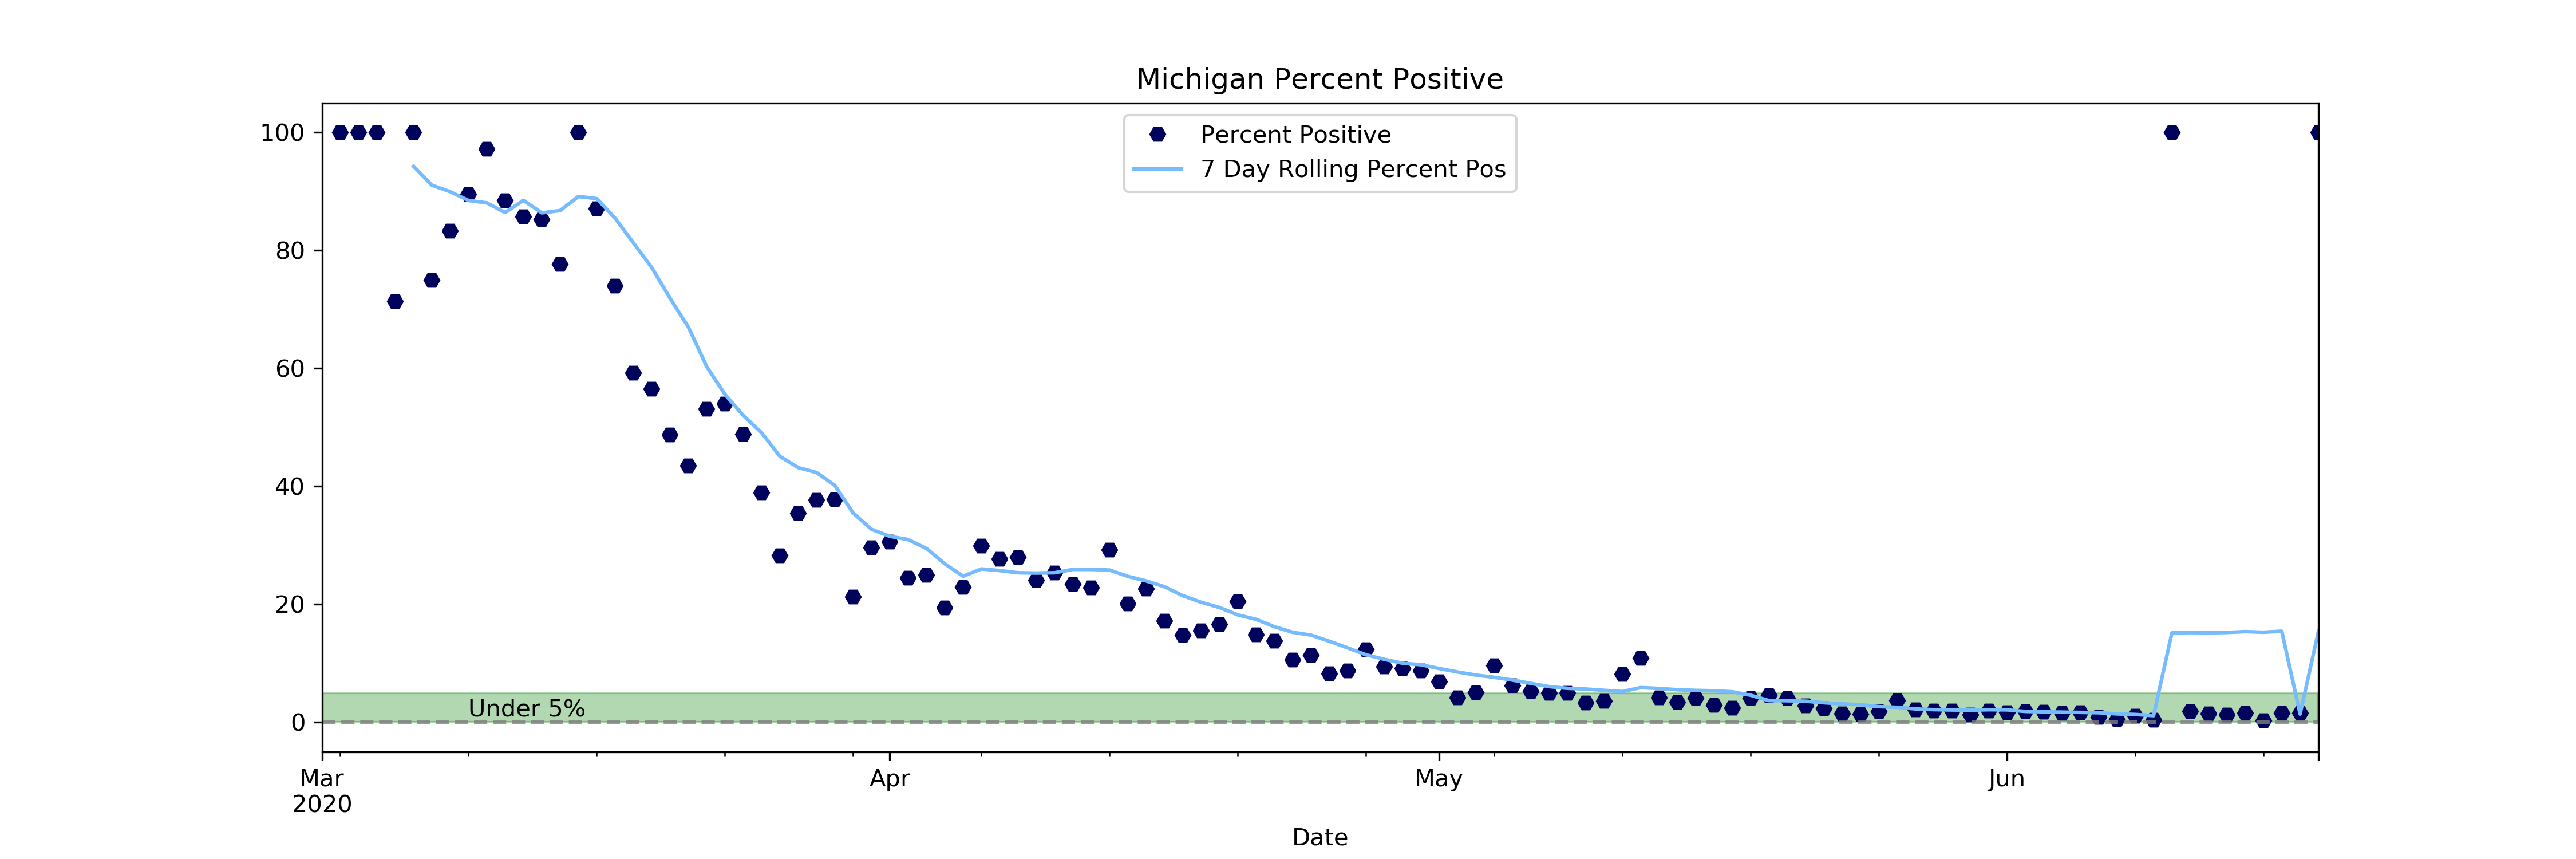 Michigan Percent Positive
Percent Positive
7 Day Rolling Percent Pos
100
80
60
40
20
0
Under 5%
Mar
2020
Apr
May
Jun
Date